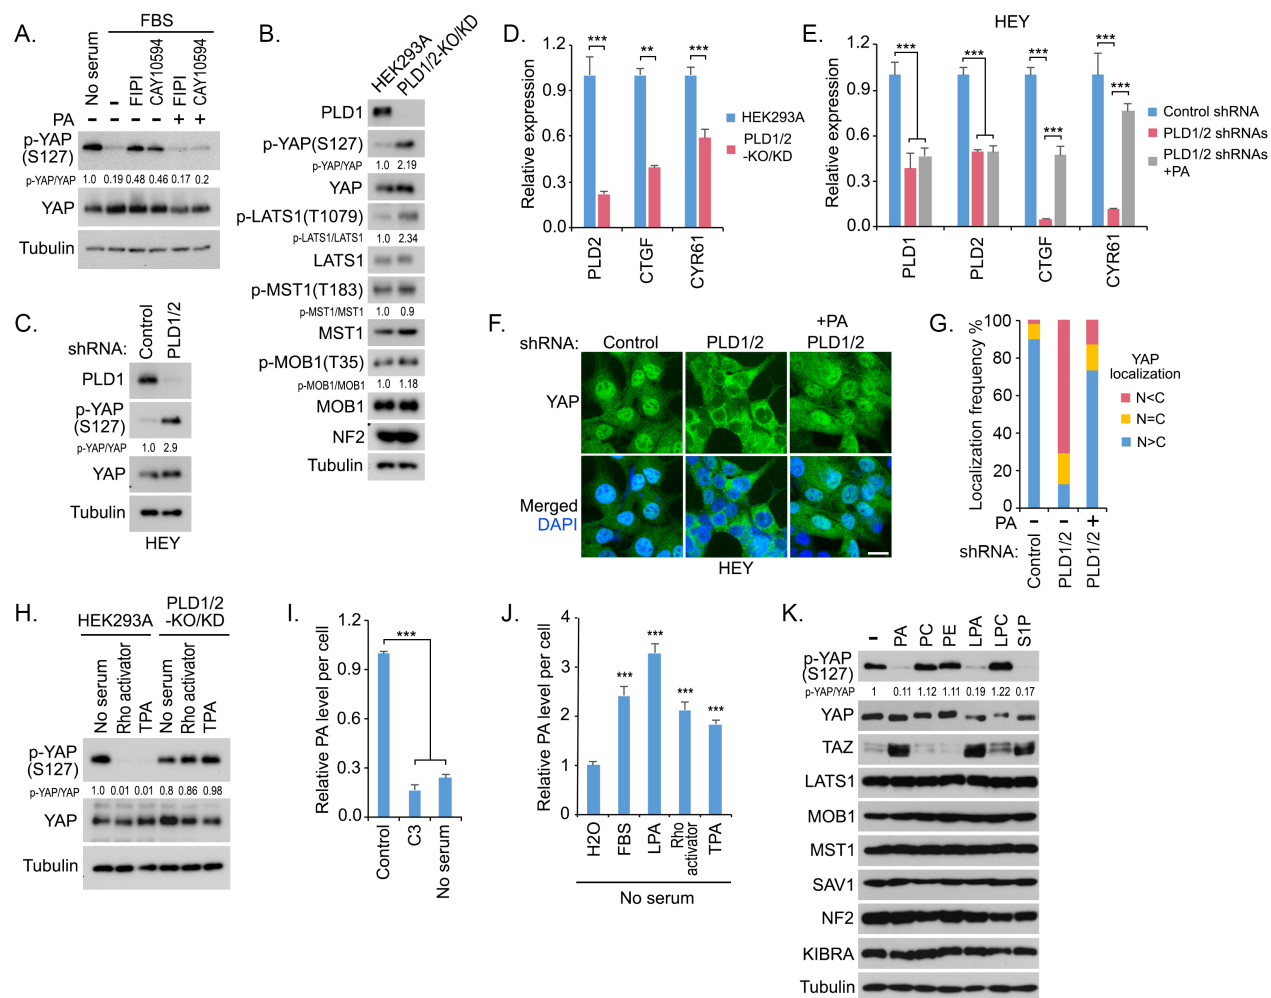 A.
FBS
No serum
–
FIPI
CAY10594
FIPI
CAY10594
PA – – – – + +
p-YAP
(S127)
p-YAP/YAP 1.0 0.19 0.48 0.46 0.17 0.2
YAP
Tubulin
B.
HEK293A
PLD1/2-KO/KD
PLD1
p-YAP(S127)
p-YAP/YAP 1.0 2.19
YAP
p-LATS1(T1079)
p-LATS1/LATS1 1.0 2.34
LATS1
p-MST1(T183)
p-MST1/MST1 1.0 0.9
MST1
p-MOB1(T35)
p-MOB1/MOB1 1.0 1.18
MOB1
NF2
Tubulin
C.
shRNA: Control PLD1/2
PLD1
p-YAP
(S127)
p-YAP/YAP 1.0 2.9
YAP
Tubulin
HEY
D.
Relative expression
1.2
0.9
0.6
0.3
0.0
*** ** ***
PLD2
CTGF
CYR61
HEK293A
PLD1/2
-KO/KD
E.
HEY
Relative expression
1.2
0.9
0.6
0.3
0.0
*** *** *** *** *** ***
PLD1
PLD2
CTGF
CYR61
Control shRNA
PLD1/2 shRNAs
PLD1/2 shRNAs
+PA
F.
+PA
shRNA: Control PLD1/2 PLD1/2
YAP
Merged
DAPI
HEY
G.
Localization frequency %
100
80
60
40
20
0
YAP
localization
N<C
N=C
N>C
PA – – +
shRNA: Control PLD1/2 PLD1/2
H.
HEK293A
PLD1/2
-KO/KD
No serum
Rho activator
TPA
No serum
Rho activator
TPA
p-YAP
(S127)
p-YAP/YAP 1.0 0.01 0.01 0.8 0.86 0.98
YAP
Tubulin
I.
Relative PA level per cell
1.2
0.9
0.6
0.3
0.0
***
Control
C3
No serum
J.
Relative PA level per cell
4
3
2
1
0
*** *** *** ***
H2O
FBS
LPA
Rho
activator
TPA
No serum
K.
– PA PC PE LPA LPC S1P
p-YAP
(S127)
p-YAP/YAP 1 0.11 1.12 1.11 0.19 1.22 0.17
YAP
TAZ
LATS1
MOB1
MST1
SAV1
NF2
KIBRA
Tubulin